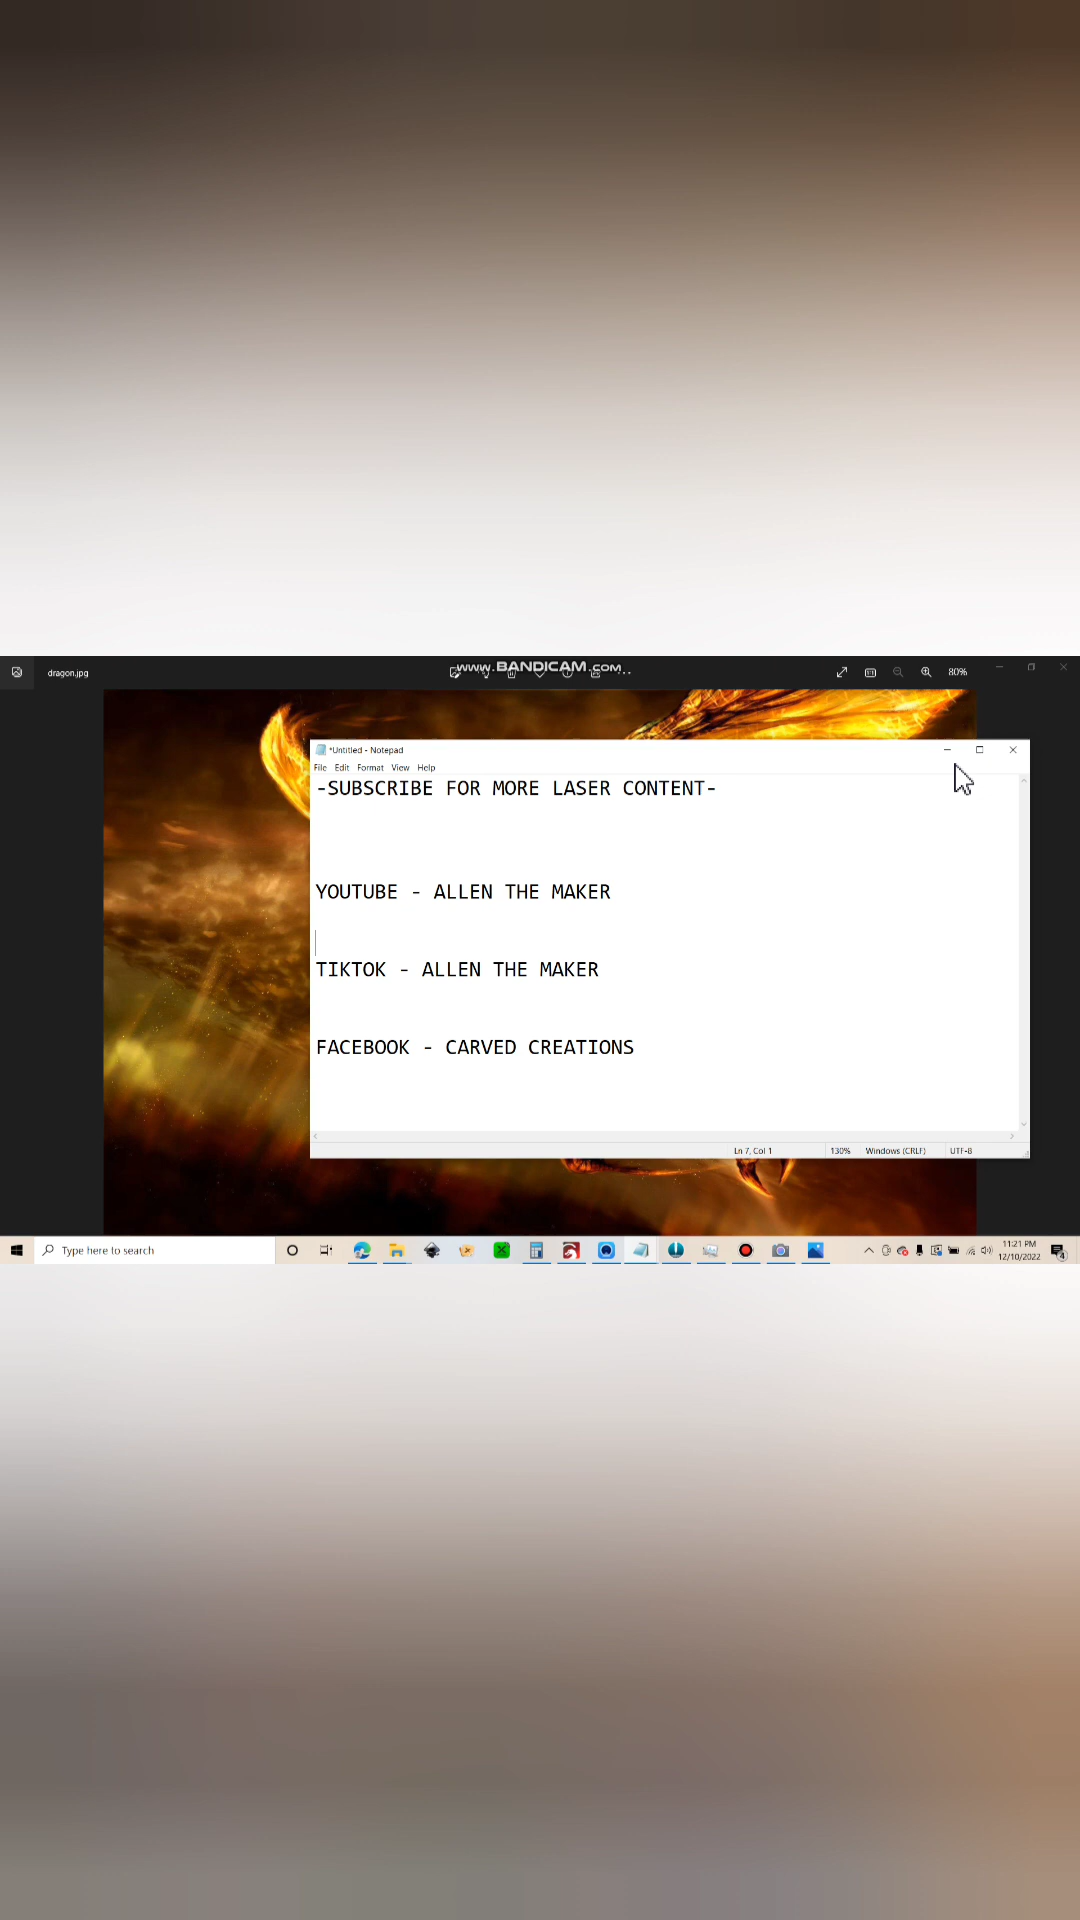 dragon.jpg
www.BANDICAM.COM
80%
*Untitled - Notepad
File Edit Format View Help
-SUBSCRIBE FOR MORE LASER CONTENT-
YOUTUBE - ALLEN THE MAKER
TIKTOK - ALLEN THE MAKER
FACEBOOK - CARVED CREATIONS
Ln 7, Col 1 130% Windows (CRLF) UTF-8
Type here to search
11:21 PM
12/10/2022
4